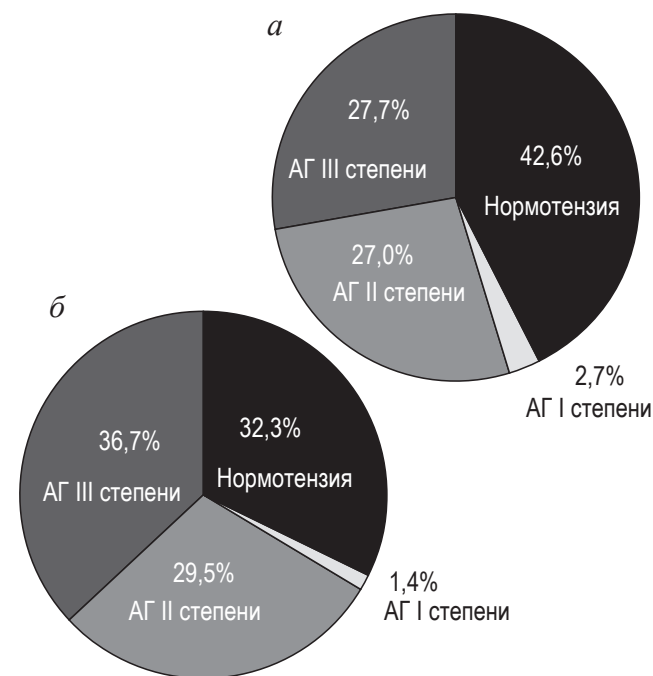 а
27,7%
АГ III степени
42,6%
Нормотензия
27,0%
АГ II степени
2,7%
АГ I степени
б
36,7%
АГ III степени
32,3%
Нормотензия
29,5%
АГ II степени
1,4%
АГ I степени